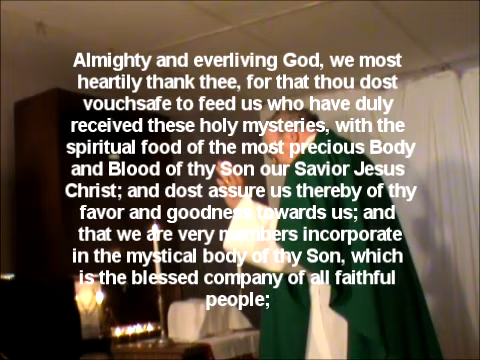 Almighty and everliving God, we most
heartily thank thee, for that thou dost
vouchsafe to feed us who have duly
received these holy mysteries, with the
spiritual food of the most precious Body
and Blood of thy Son our Savior Jesus
Christ; and dost assure us thereby of thy
favor and goodness towards us; and
that we are very members incorporate
in the mystical body of thy Son, which
is the blessed company of all faithful
people;